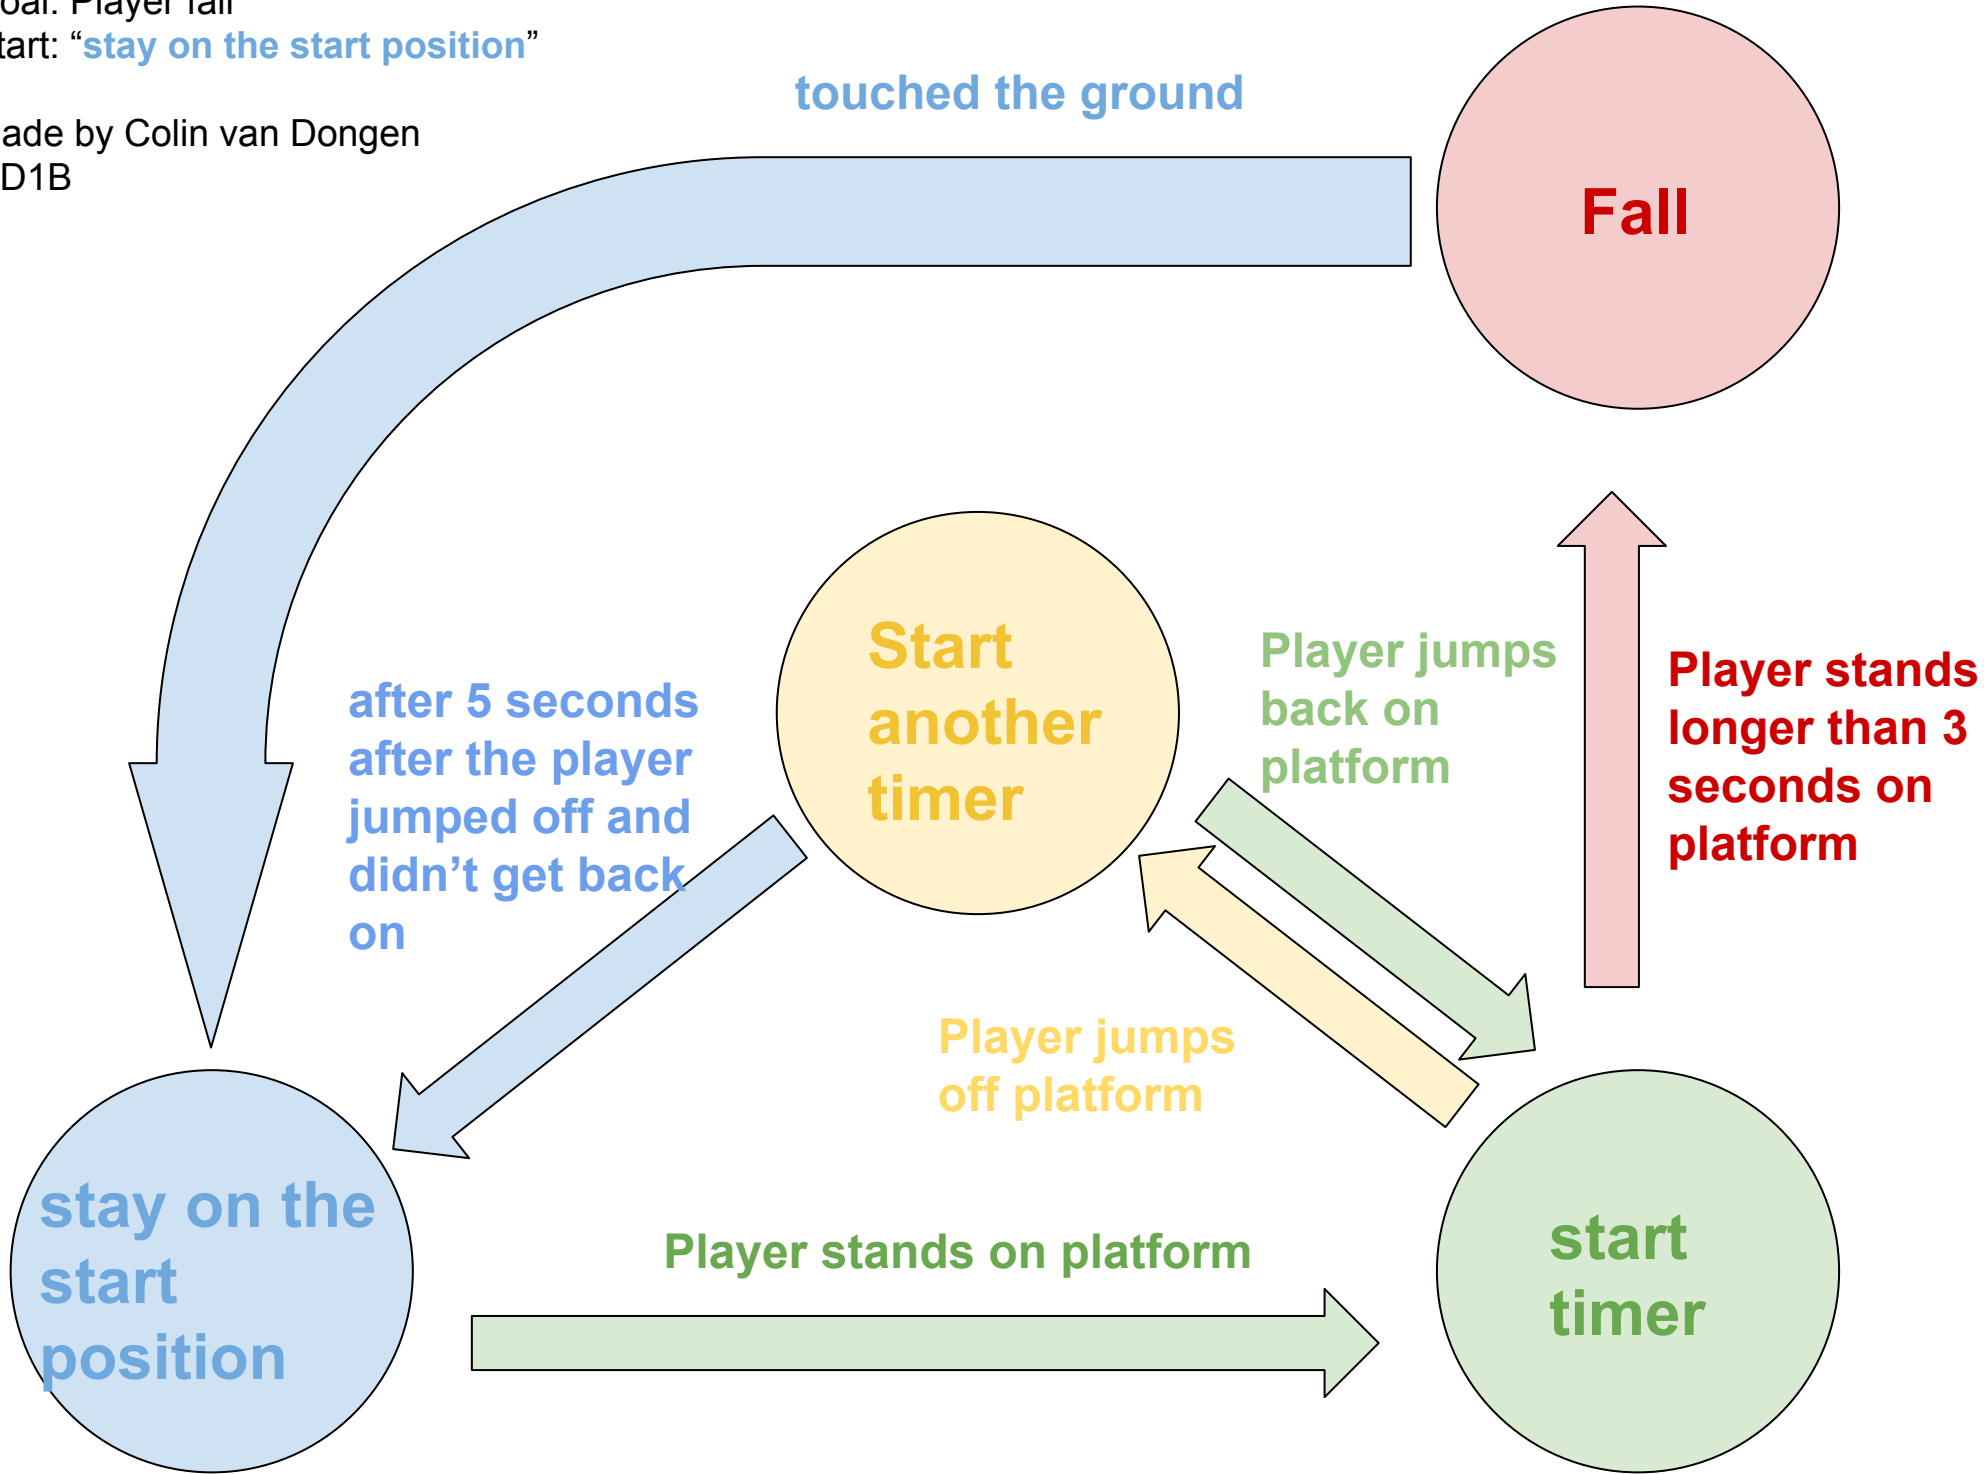 oal: Player fall
tart: “stay on the start position”
ade by Colin van Dongen
D1B
touched the ground
Fall
Start
another
timer
Player jumps
back on
platform
Player stands
longer than 3
seconds on
platform
after 5 seconds
after the player
jumped off and
didn’t get back
on
Player jumps
off platform
stay on the
start
position
Player stands on platform
start
timer